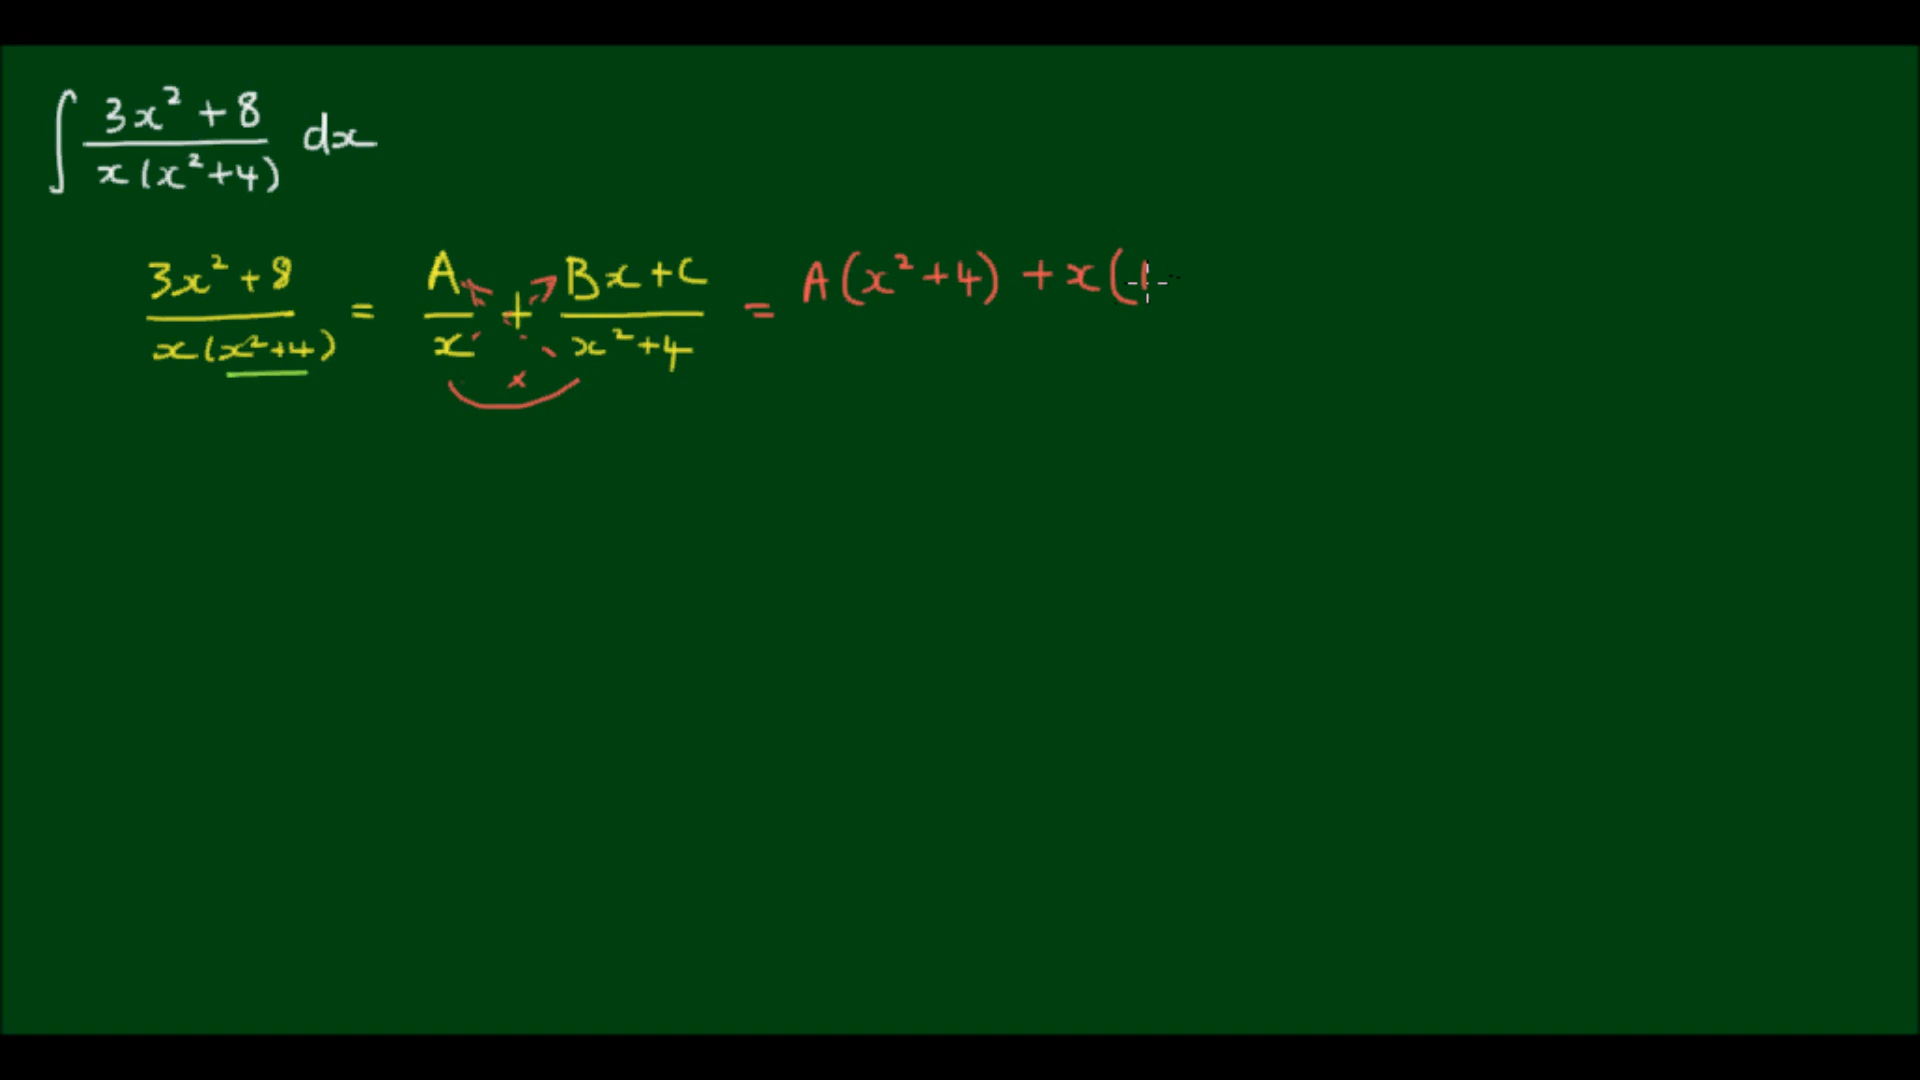 ∫ (3x² + 8)/(x(x²+4)) dx
(3x² + 8)/(x(x²+4)) = A/x + (Bx + C)/(x² + 4) = A(x² + 4) + x(
×